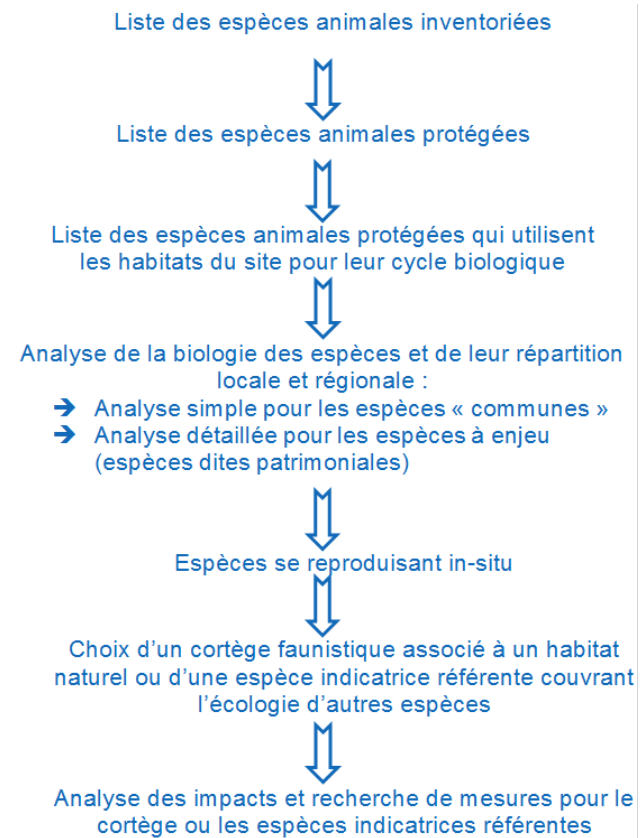 Liste des espèces animales inventoriées
Liste des espèces animales protégées
Liste des espèces animales protégées qui utilisent
les habitats du site pour leur cycle biologique
Analyse de la biologie des espèces et de leur répartition
locale et régionale :
➔ Analyse simple pour les espèces « communes »
➔ Analyse détaillée pour les espèces à enjeu
(espèces dites patrimoniales)
Espèces se reproduisant in-situ
Choix d’un cortège faunistique associé à un habitat
naturel ou d’une espèce indicatrice référente couvrant
l’écologie d’autres espèces
Analyse des impacts et recherche de mesures pour le
cortège ou les espèces indicatrices référentes